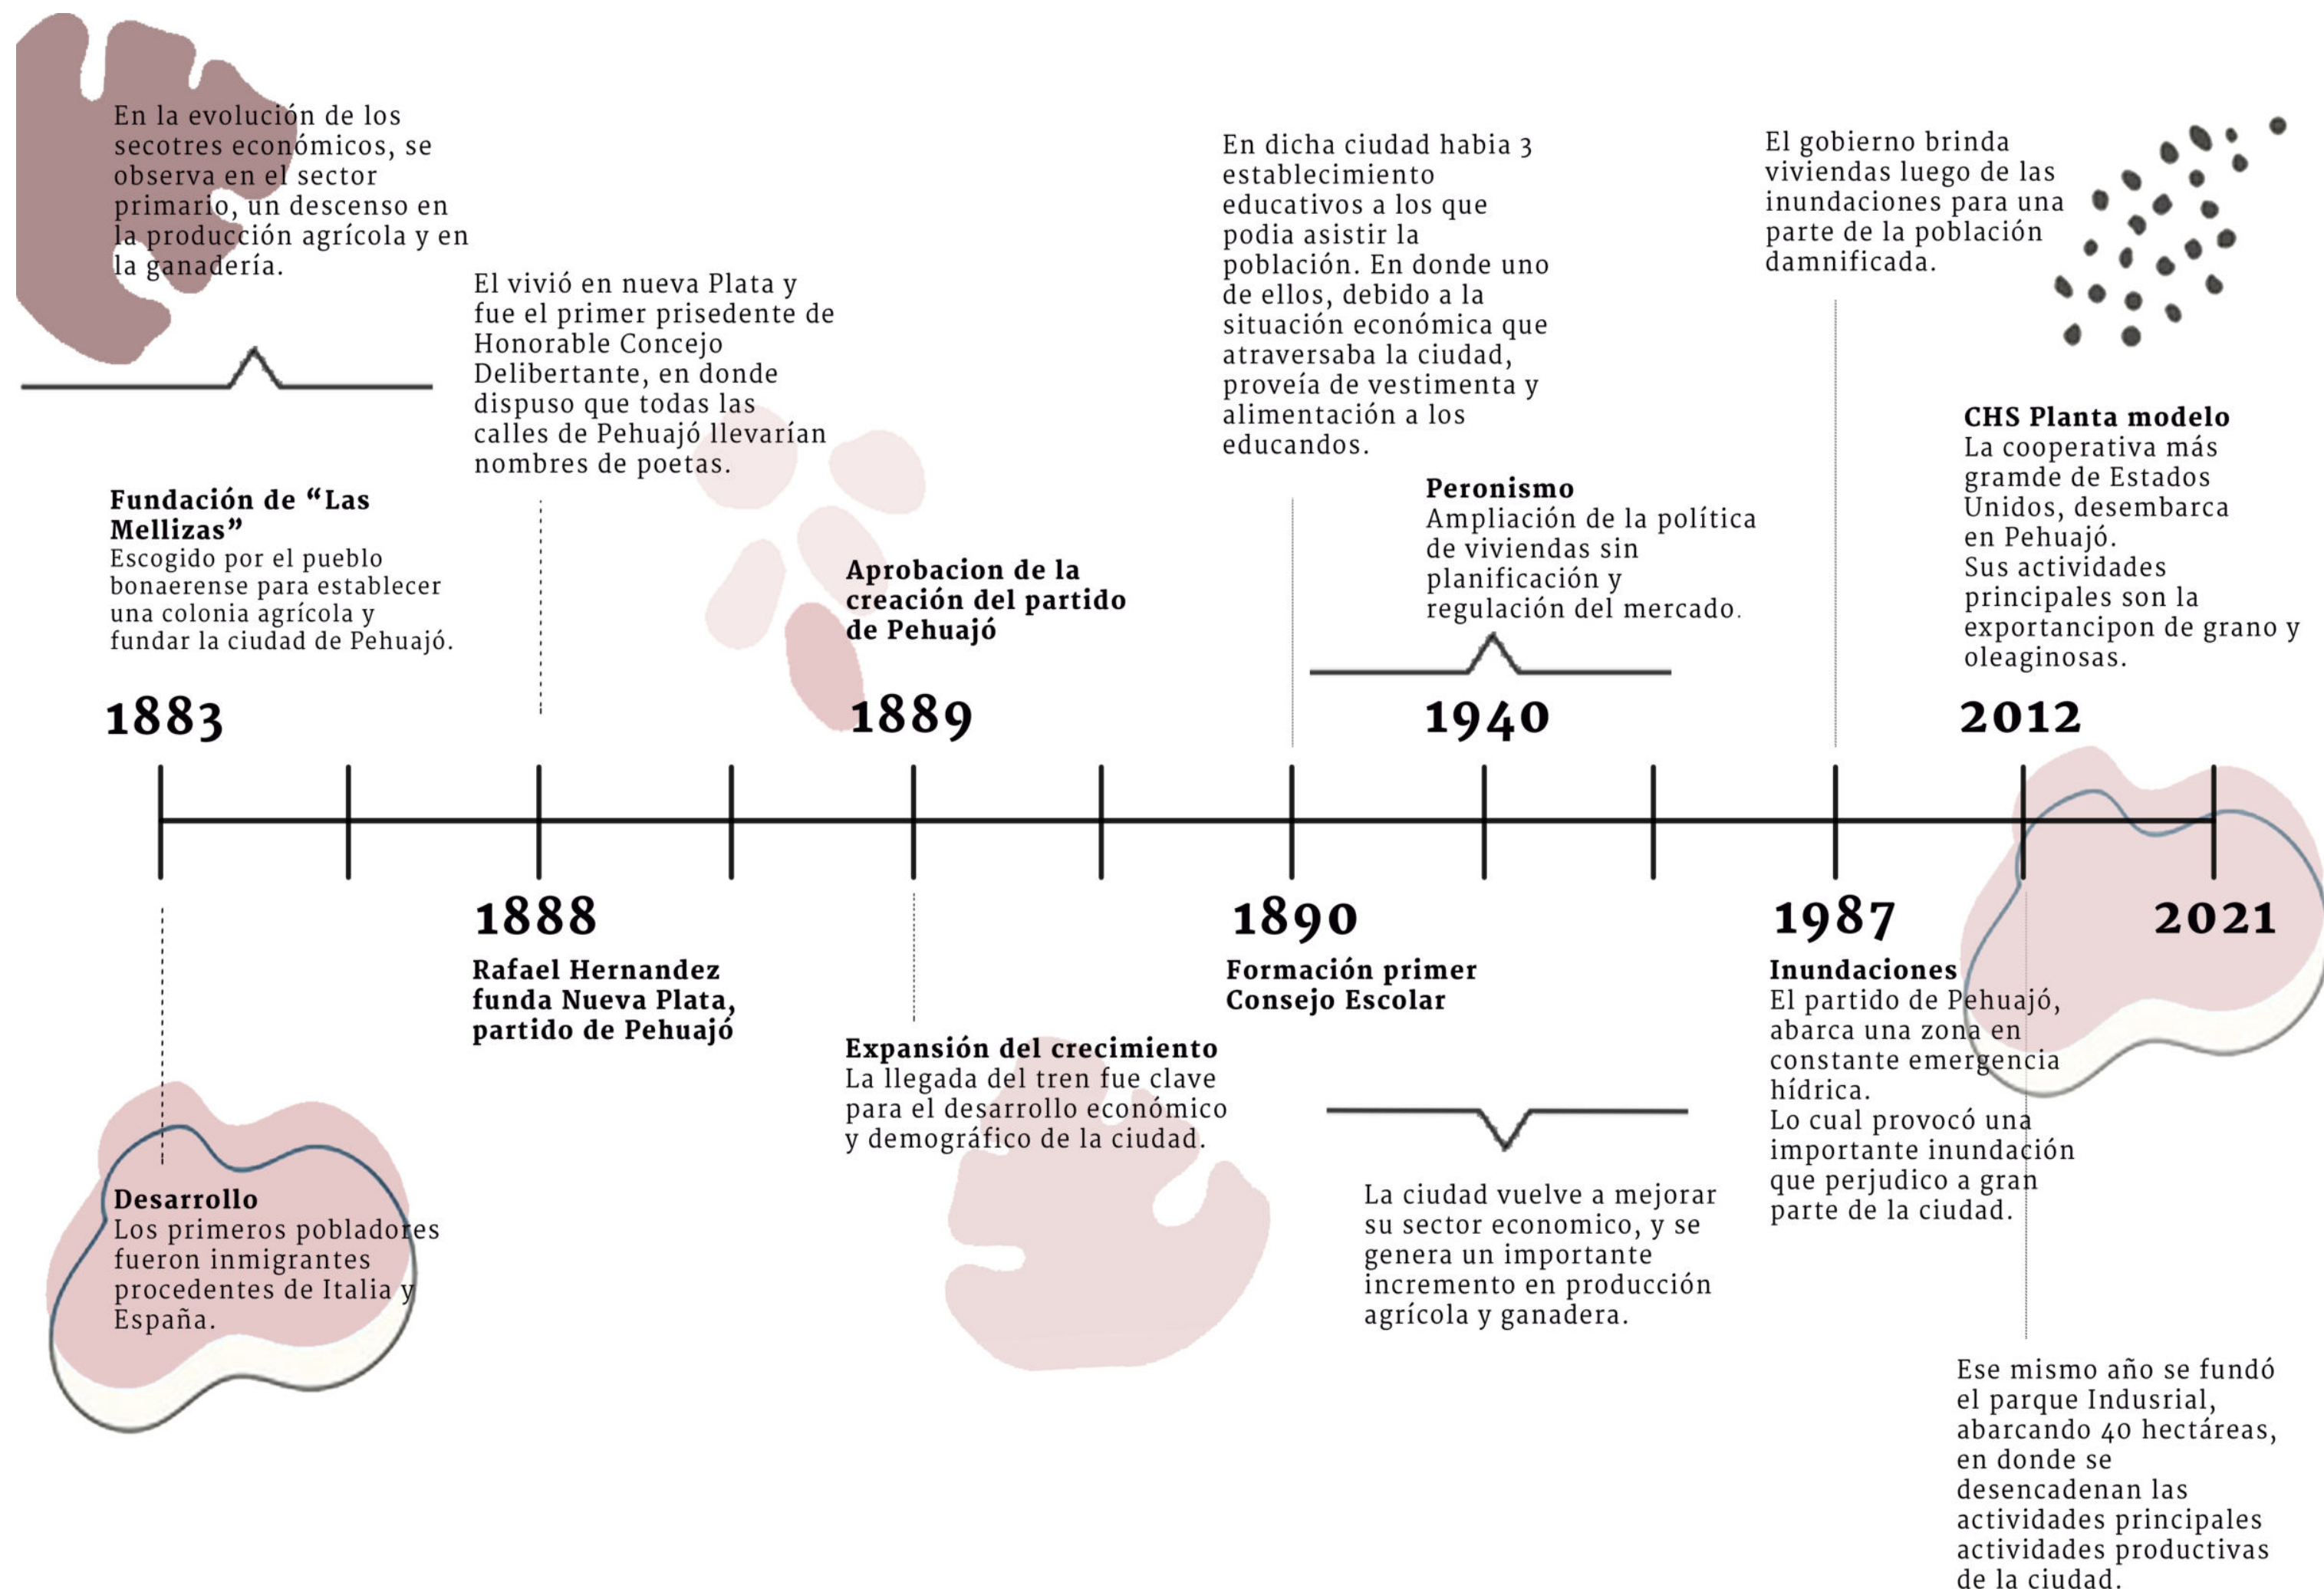 En la evolución de los
secotres económicos, se
observa en el sector
primario, un descenso en
la producción agrícola y en
la ganadería.
Fundación de “Las
Mellizas”
Escogido por el pueblo
bonaerense para establecer
una colonia agrícola y
fundar la ciudad de Pehuajó.
1883
Desarrollo
Los primeros pobladores
fueron inmigrantes
procedentes de Italia y
España.
El vivió en nueva Plata y
fue el primer prisedente de
Honorable Concejo
Delibertante, en donde
dispuso que todas las
calles de Pehuajó llevarían
nombres de poetas.
1888
Rafael Hernandez
funda Nueva Plata,
partido de Pehuajó
Aprobacion de la
creación del partido
de Pehuajó
1889
Expansión del crecimiento
La llegada del tren fue clave
para el desarrollo económico
y demográfico de la ciudad.
En dicha ciudad habia 3
establecimiento
educativos a los que
podia asistir la
población. En donde uno
de ellos, debido a la
situación económica que
atraversaba la ciudad,
proveía de vestimenta y
alimentación a los
educandos.
1890
Formación primer
Consejo Escolar
Peronismo
Ampliación de la política
de viviendas sin
planificación y
regulación del mercado.
1940
La ciudad vuelve a mejorar
su sector economico, y se
genera un importante
incremento en producción
agrícola y ganadera.
El gobierno brinda
viviendas luego de las
inundaciones para una
parte de la población
damnificada.
1987
Inundaciones
El partido de Pehuajó,
abarca una zona en
constante emergencia
hídrica.
Lo cual provocó una
importante inundación
que perjudico a gran
parte de la ciudad.
CHS Planta modelo
La cooperativa más
gramde de Estados
Unidos, desembarca
en Pehuajó.
Sus actividades
principales son la
exportancipon de grano y
oleaginosas.
2012
Ese mismo año se fundó
el parque Indusrial,
abarcando 40 hectáreas,
en donde se
desencadenan las
actividades principales
actividades productivas
de la ciudad.
2021